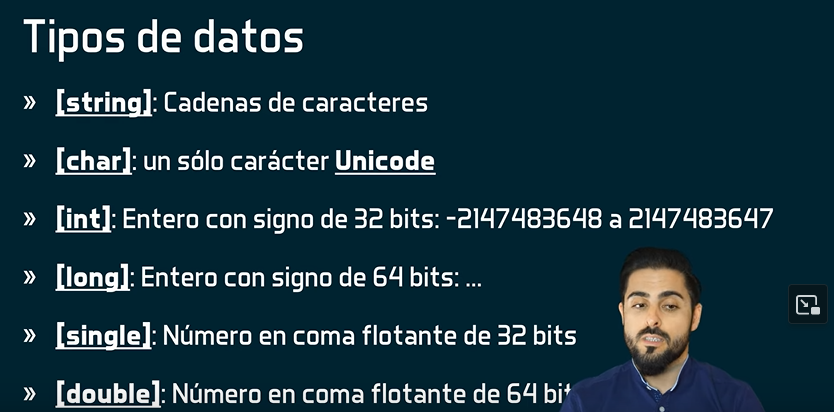 Tipos de datos
» [string]: Cadenas de caracteres
» [char]: un sólo carácter Unicode
» [int]: Entero con signo de 32 bits: -2147483648 a 2147483647
» [long]: Entero con signo de 64 bits: ...
» [single]: Número en coma flotante de 32 bits
» [double]: Número en coma flotante de 64